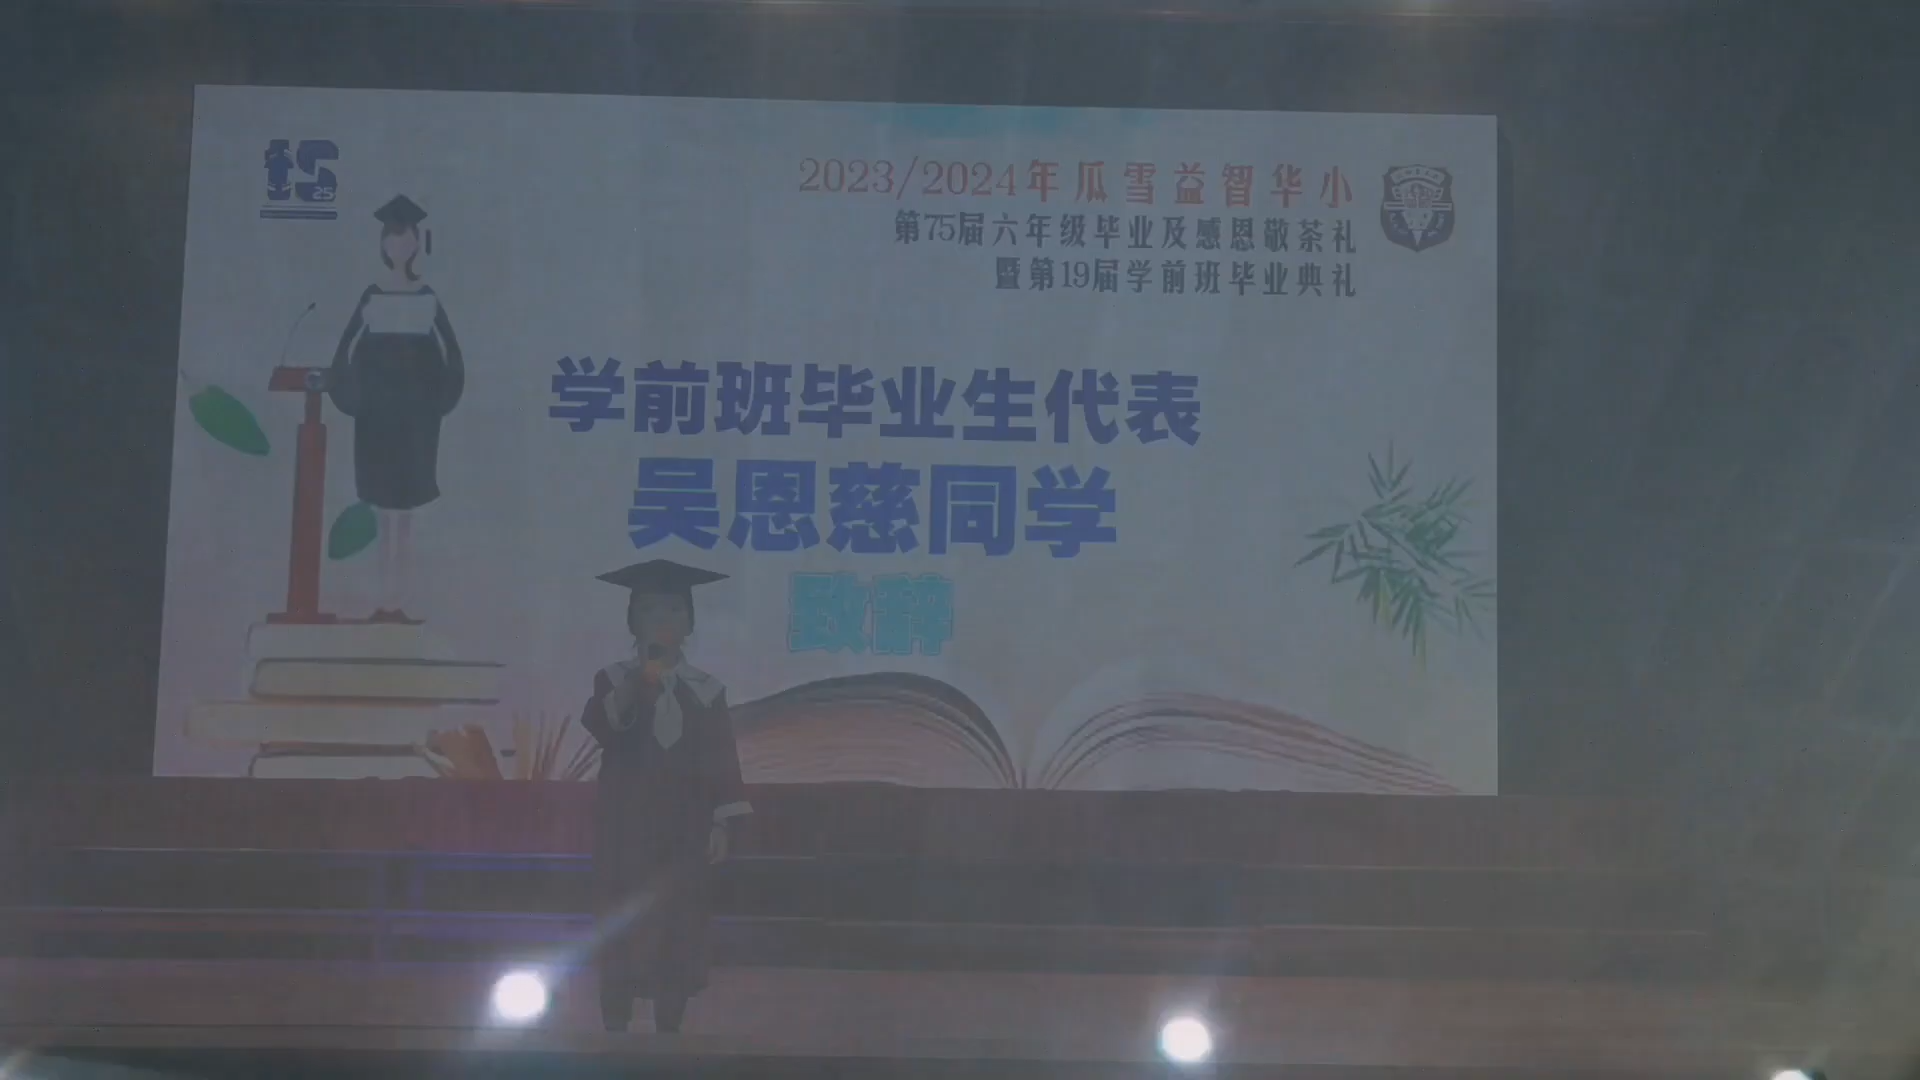 2023/2024年瓜雪益智华小
第75届六年级毕业及感恩敬茶礼
暨第19届学前班毕业典礼
学前班毕业生代表
吴恩慈同学
致辞
25